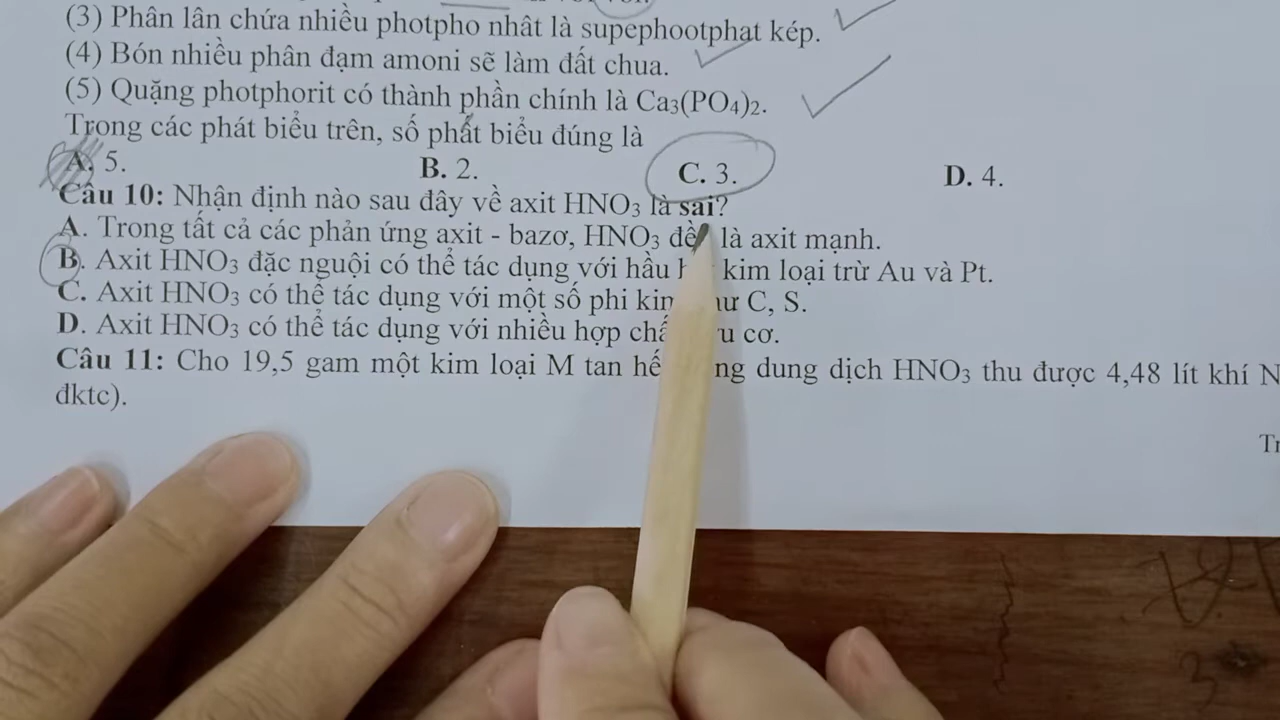 (3) Phân lân chứa nhiều photpho nhât là supephootphat kép.
(4) Bón nhiều phân đạm amoni sẽ làm đất chua.
(5) Quặng photphorit có thành phần chính là Ca₃(PO₄)₂.
Trong các phát biểu trên, số phất biểu đúng là
A. 5. B. 2. C. 3. D. 4.
Câu 10: Nhận định nào sau đây về axit HNO₃ là sai?
A. Trong tất cả các phản ứng axit - bazơ, HNO₃ là axit mạnh.
B. Axit HNO₃ đặc nguội có thể tác dụng với hầu kim loại trừ Au và Pt.
C. Axit HNO₃ có thể tác dụng với một số phi C, S.
D. Axit HNO₃ có thể tác dụng với nhiều hợp cơ.
Câu 11: Cho 19,5 gam một kim loại M tan dung dịch HNO₃ thu được 4,48 lít khí
đktc).